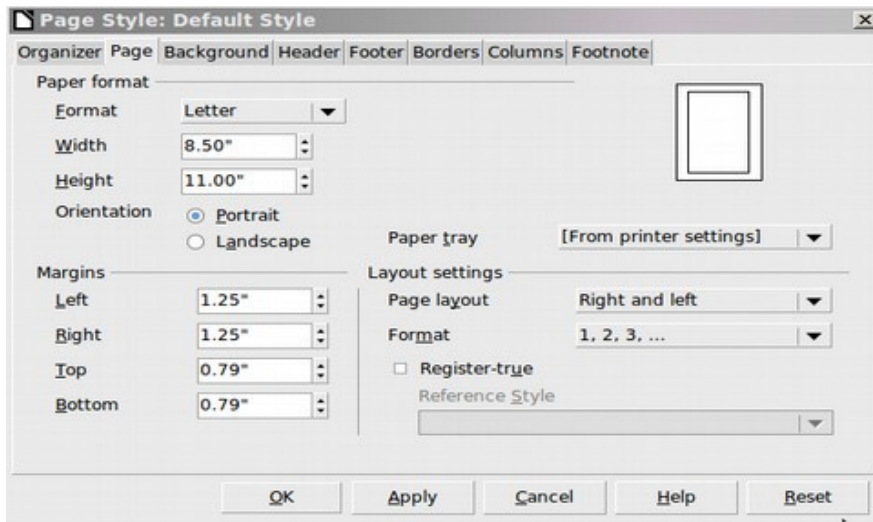 Page Style: Default Style
Organizer Page Background Header Footer Borders Columns Footnote
Paper format
Format Letter
Width 8.50"
Height 11.00"
Orientation Portrait
Landscape
Paper tray [From printer settings]
Margins
Left 1.25"
Right 1.25"
Top 0.79"
Bottom 0.79"
Layout settings
Page layout Right and left
Format 1, 2, 3, ...
Register-true
Reference Style
OK Apply Cancel Help Reset